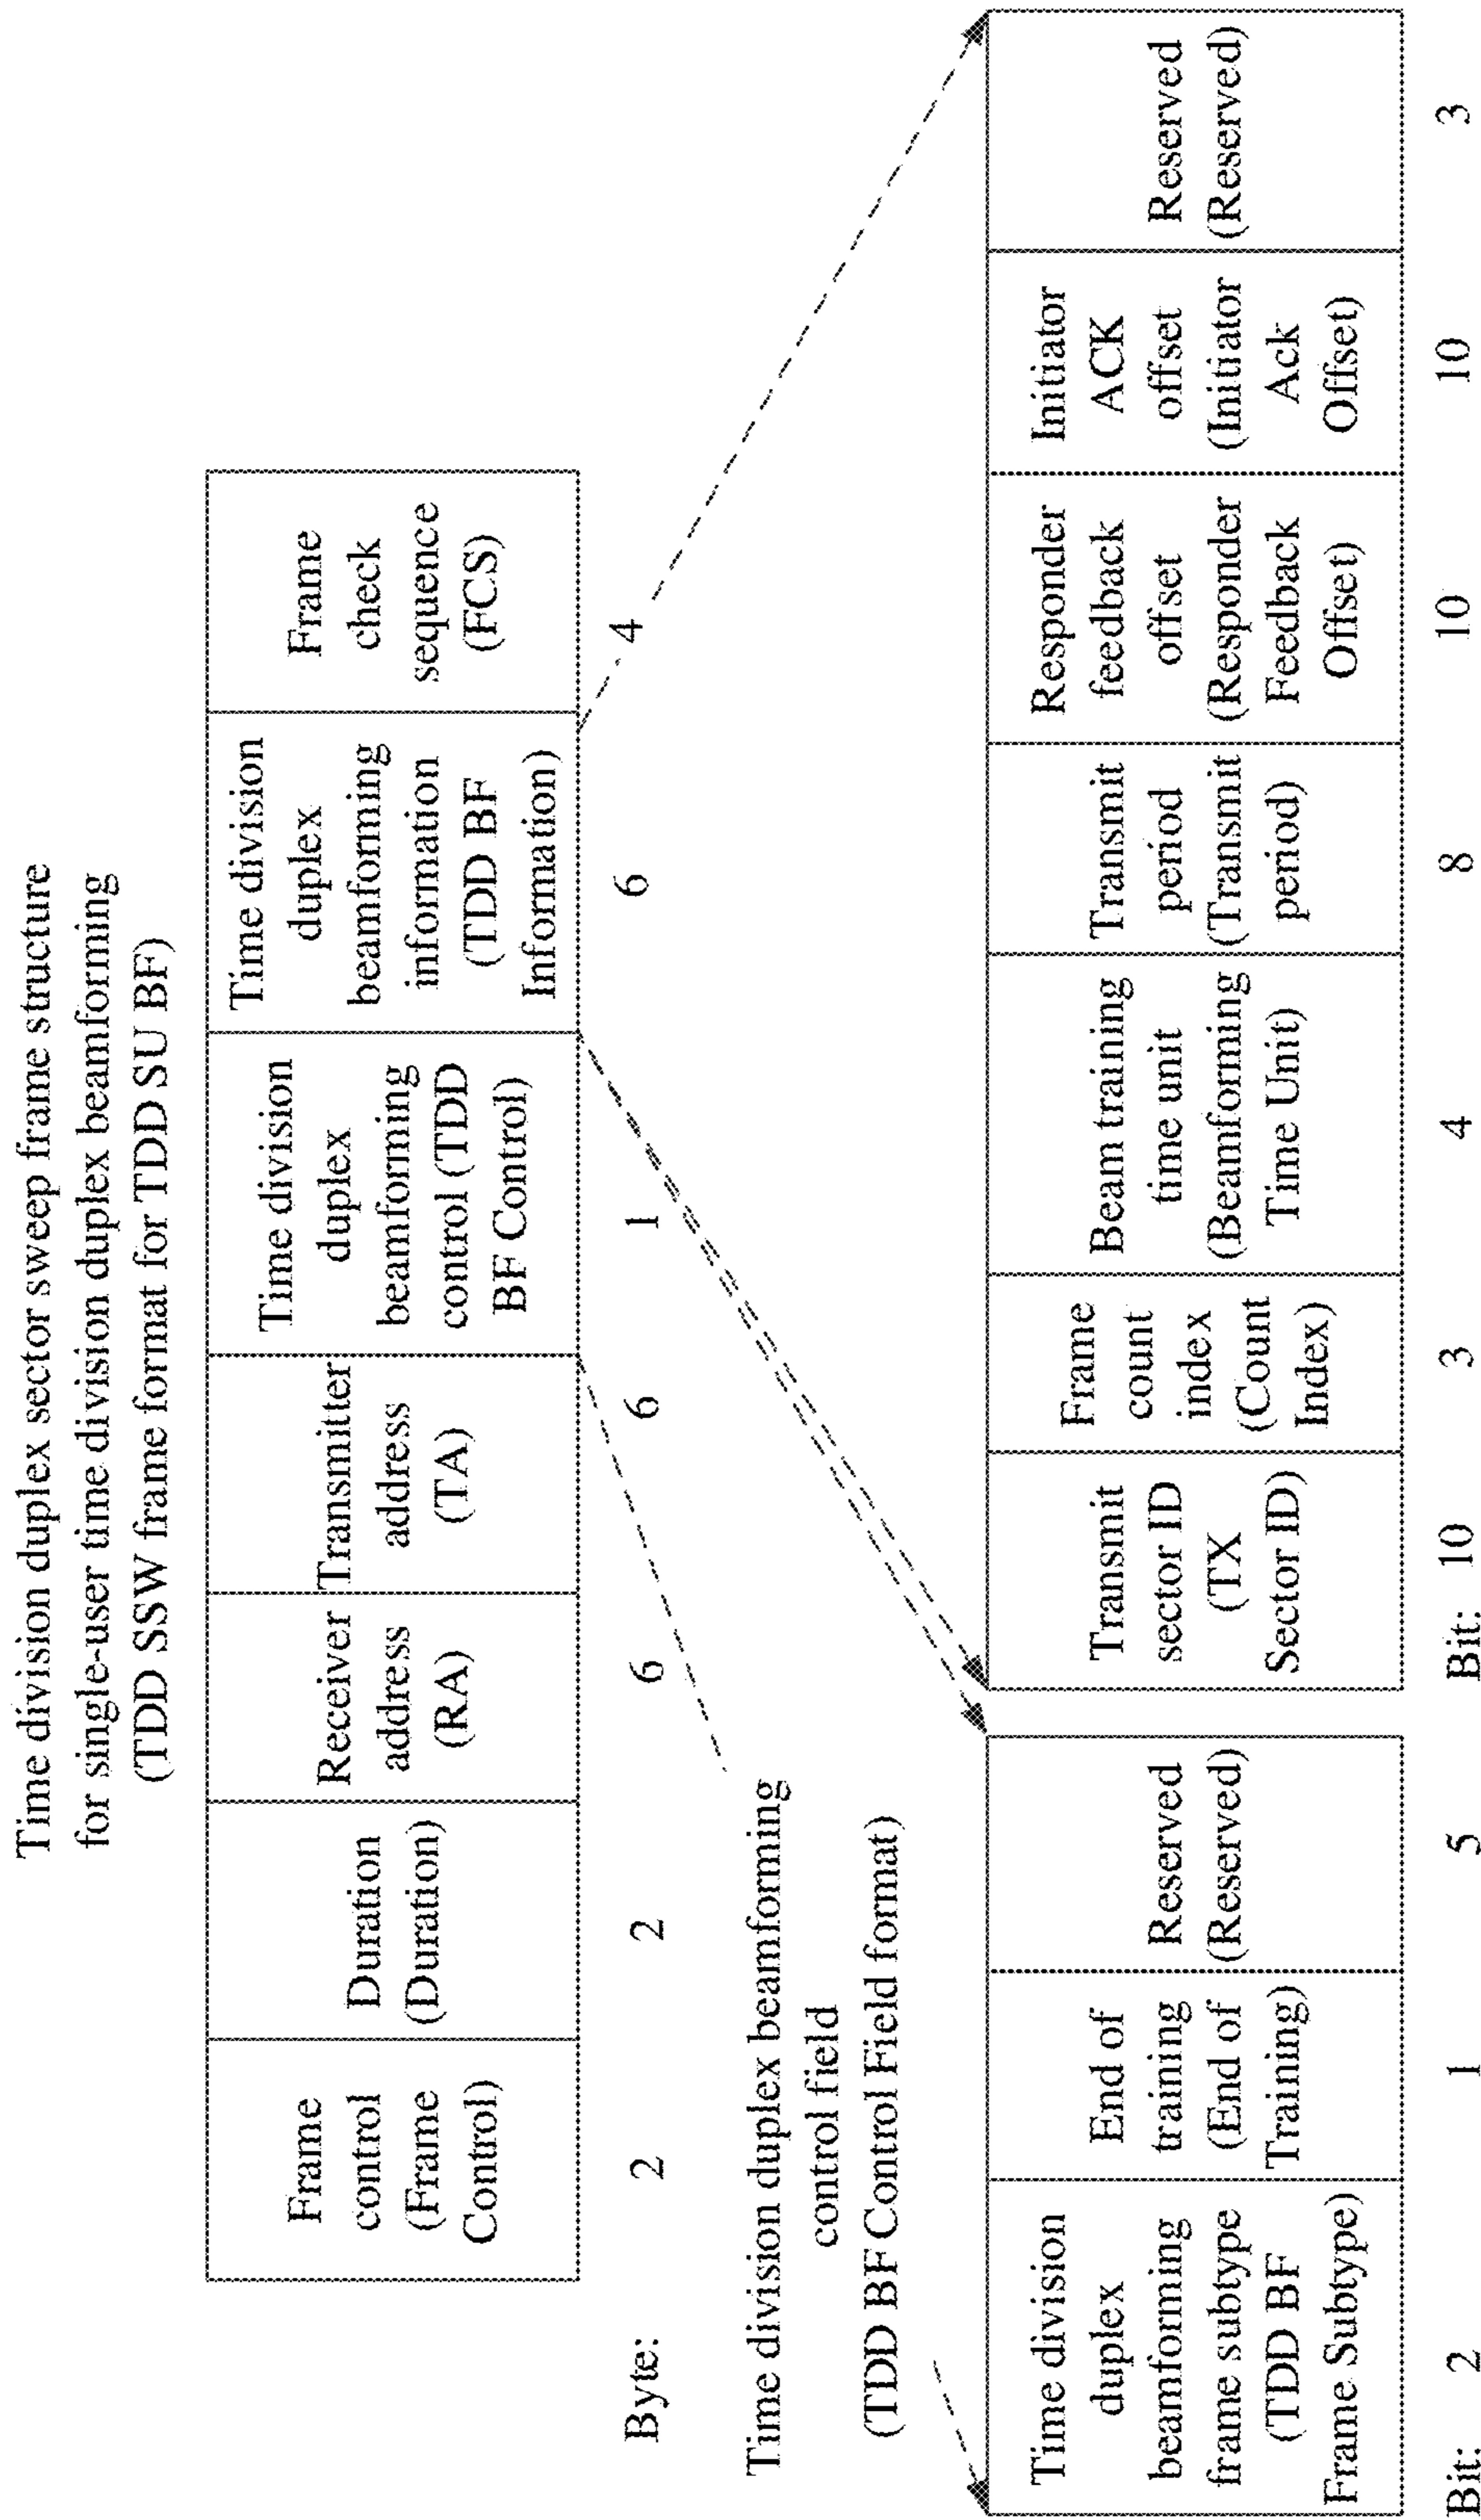 Time division duplex sector sweep frame structure
for single-user time division duplex beamforming
(TDD SSW frame format for TDD SU BF)
Frame
control
(Frame
Control)
Duration
(Duration)
Receiver
address
(RA)
Transmitter
address
(TA)
Time division
duplex
beamforming
control (TDD
BF Control)
Time division
duplex
beamforming
information
(TDD BF
Information)
Frame
check
sequence
(FCS)
Byte: 2 2 6 6 1 6 4
Time division duplex beamforming
control field
(TDD BF Control Field format)
Time division
duplex
beamforming
frame subtype
(TDD BF
Frame Subtype)
End of
training
(End of
Training)
Reserved
(Reserved)
Bit: 2 1 5
Transmit
sector ID
(TX
Sector ID)
Frame
count
index
(Count
Index)
Beam training
time unit
(Beamforming
Time Unit)
Transmit
period
(Transmit
period)
Responder
feedback
offset
(Responder
Feedback
Offset)
Initiator
ACK
offset
(Initiator
Ack
Offset)
Reserved
(Reserved)
Bit: 10 3 4 8 10 10 3